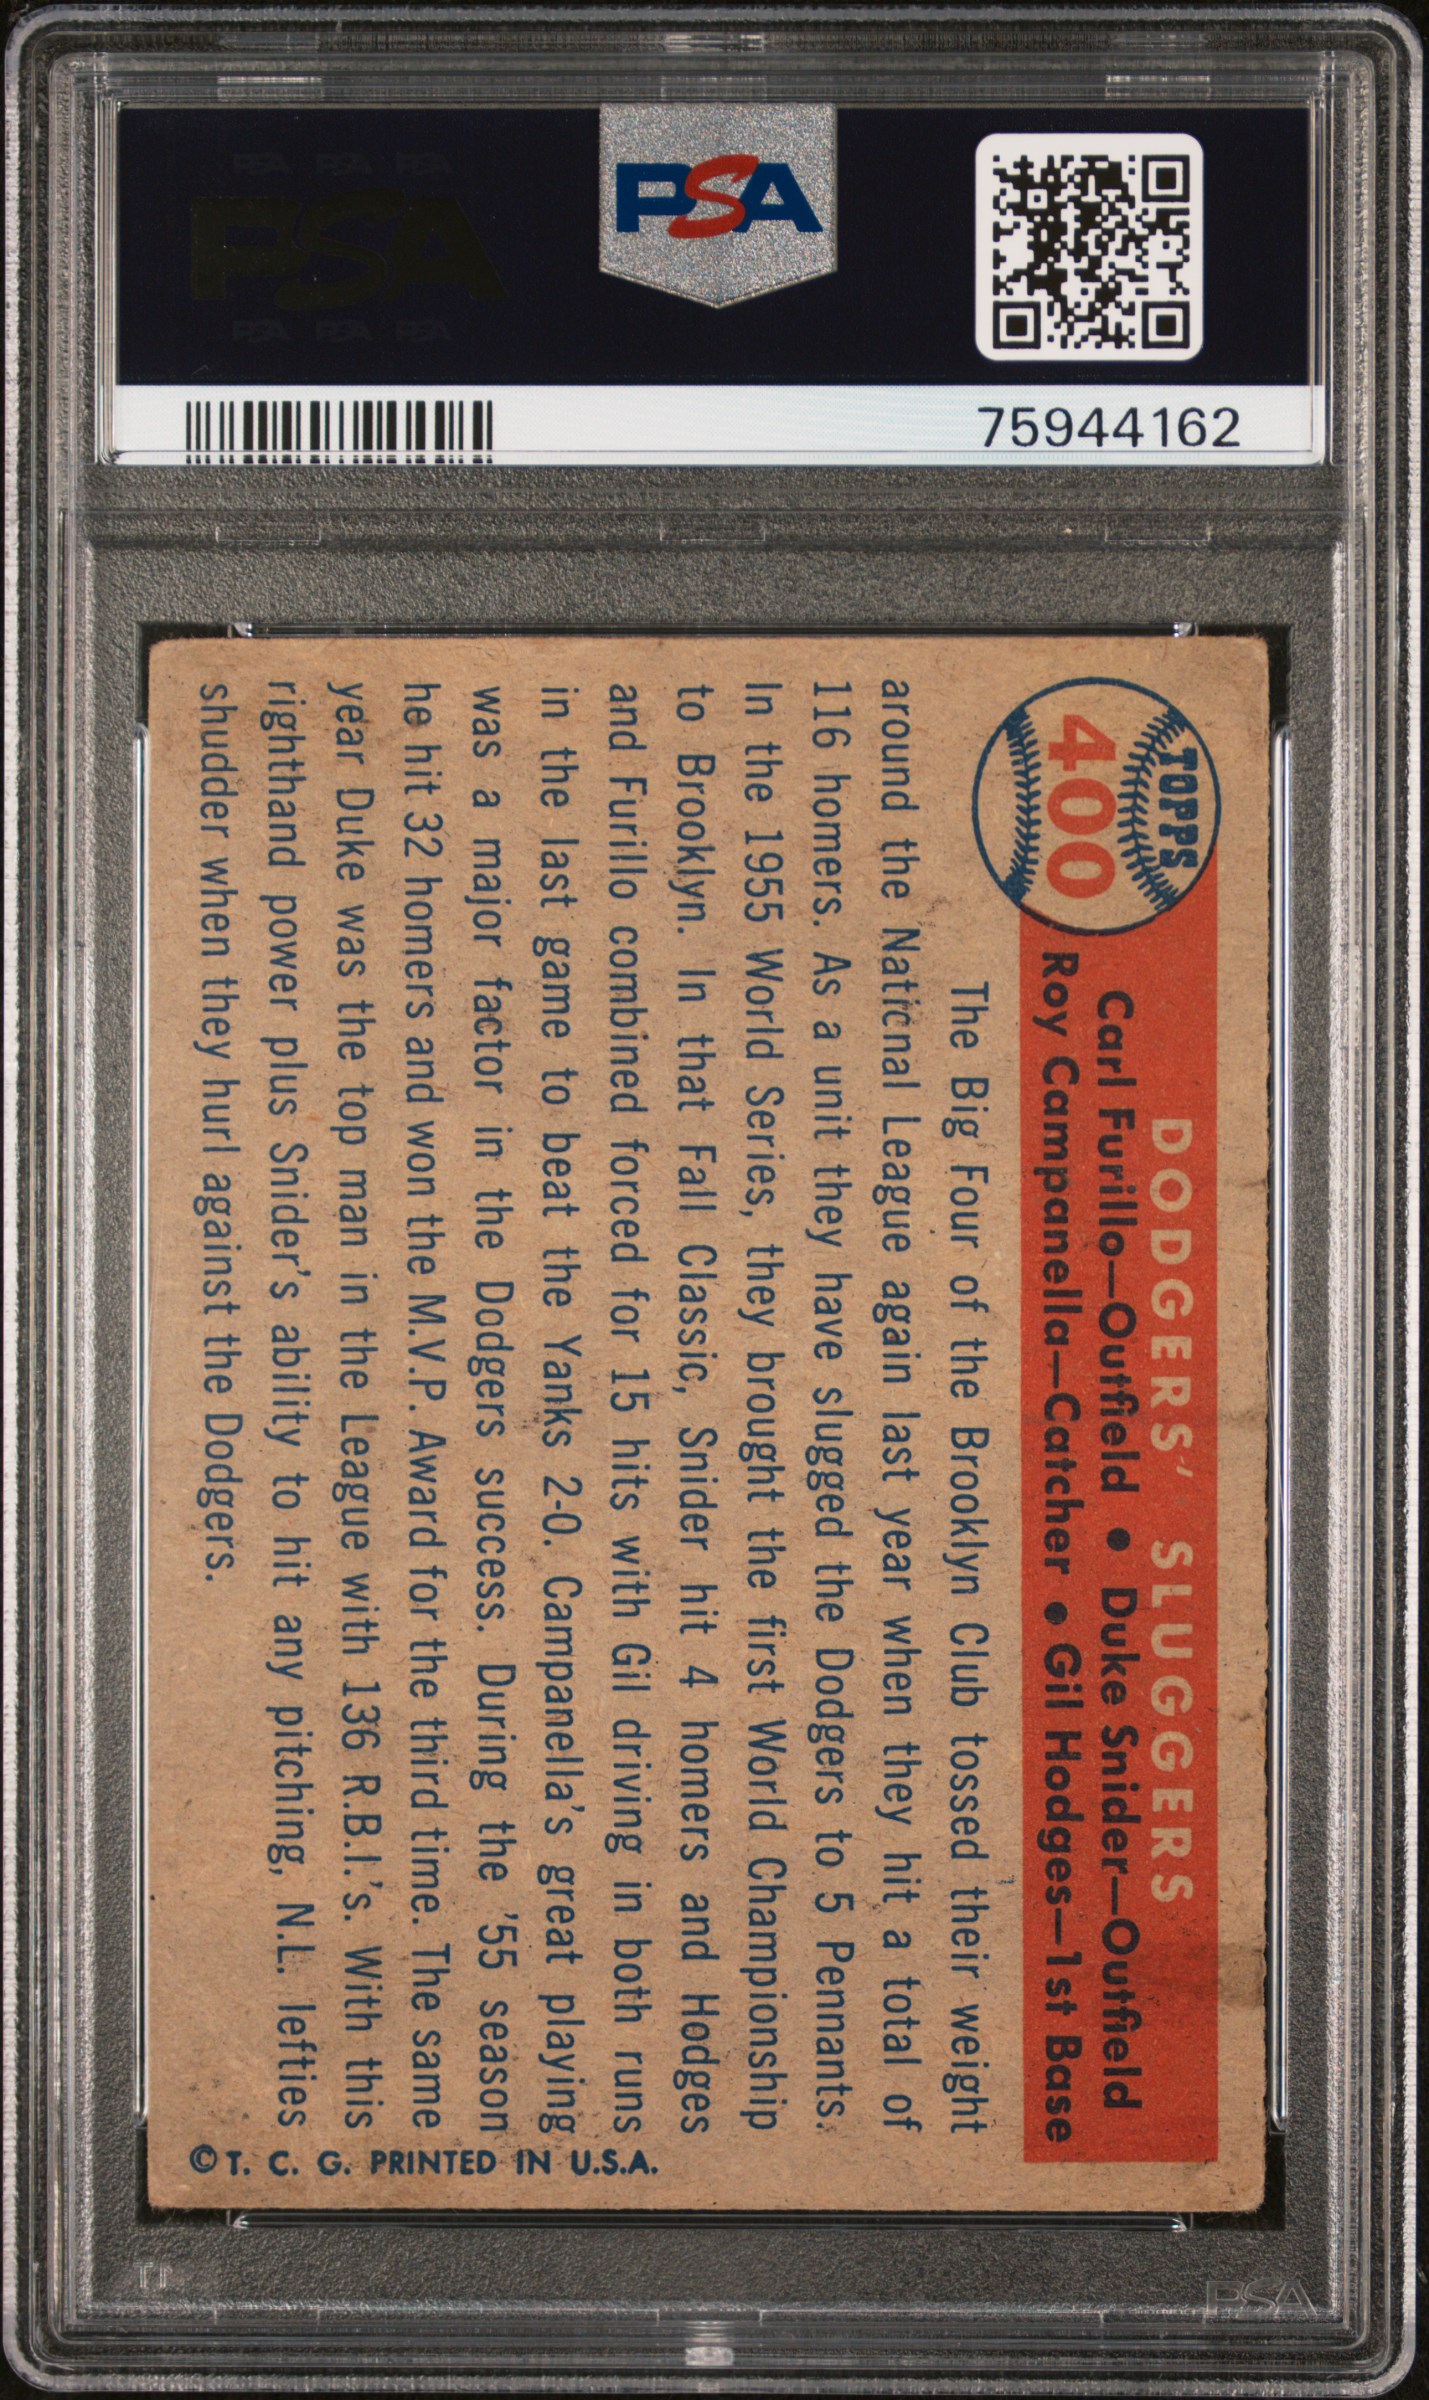 PSA PSA PSA
PSA
PSA PSA PSA
PSA
75944162
TOPPS
400
DODGERS' SLUGGERS
Carl Furillo—Outfield • Duke Snider—Outfield
Roy Campanella—Catcher • Gil Hodges—1st Base
The Big Four of the Brooklyn Club tossed their weight
around the National League again last year when they hit a total of
116 homers. As a unit they have slugged the Dodgers to 5 Pennants.
In the 1955 World Series, they brought the first World Championship
to Brooklyn. In that Fall Classic, Snider hit 4 homers and Hodges
and Furillo combined forced for 15 hits with Gil driving in both runs
in the last game to beat the Yanks 2-0. Campanella's great playing
was a major factor in the Dodgers success. During the '55 season
he hit 32 homers and won the M.V.P. Award for the third time. The same
year Duke was the top man in the League with 136 R.B.I.'s. With this
righthand power plus Snider's ability to hit any pitching, N.L. lefties
shudder when they hurl against the Dodgers.
© T. C. G. PRINTED IN U.S.A.
PSA